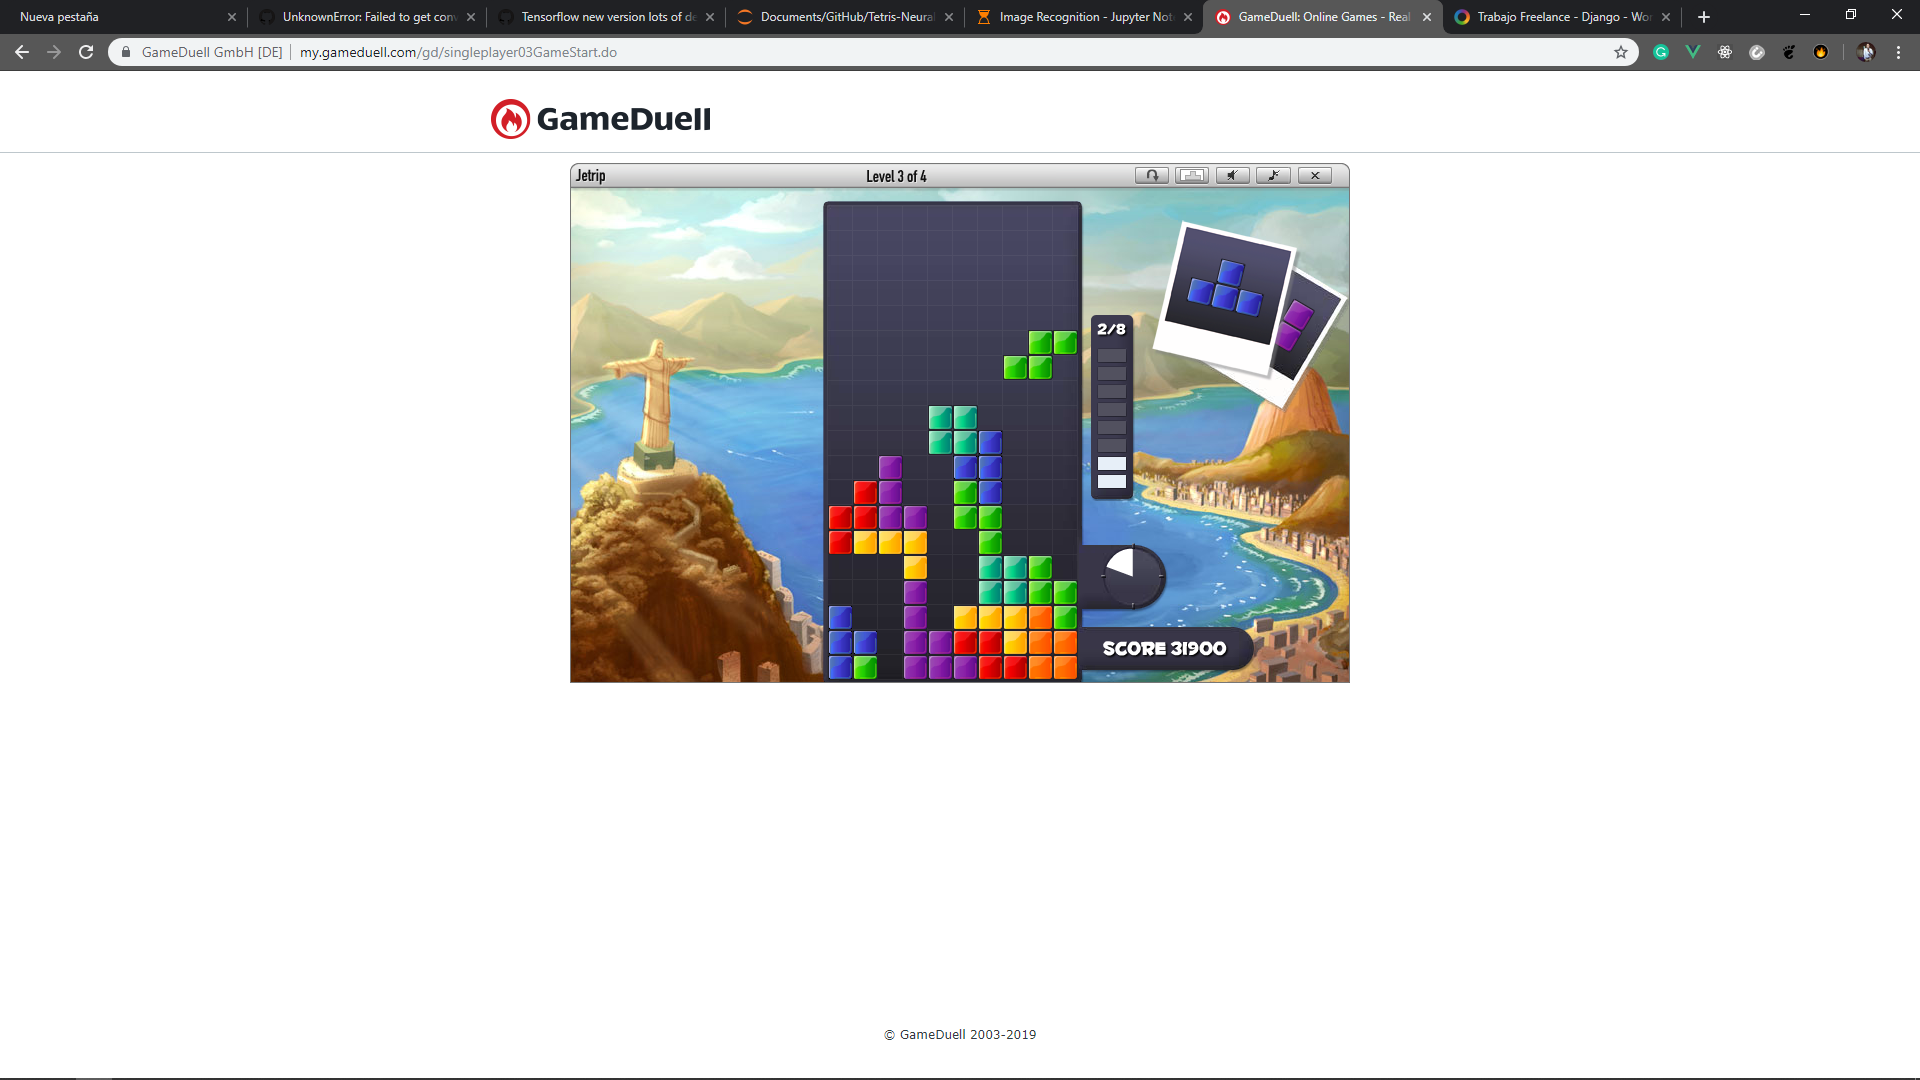 Nueva pestaña
UnknownError: Failed to get con
Tensorflow new version lots of de
Documents/GitHub/Tetris-Neural
Image Recognition - Jupyter Not
GameDuell: Online Games - Real
Trabajo Freelance - Django - Wor
GameDuell GmbH [DE]
my.gameduell.com/gd/singleplayer03GameStart.do
GameDuell
Jetrip
Level 3 of 4
2/8
SCORE 31900
© GameDuell 2003-2019